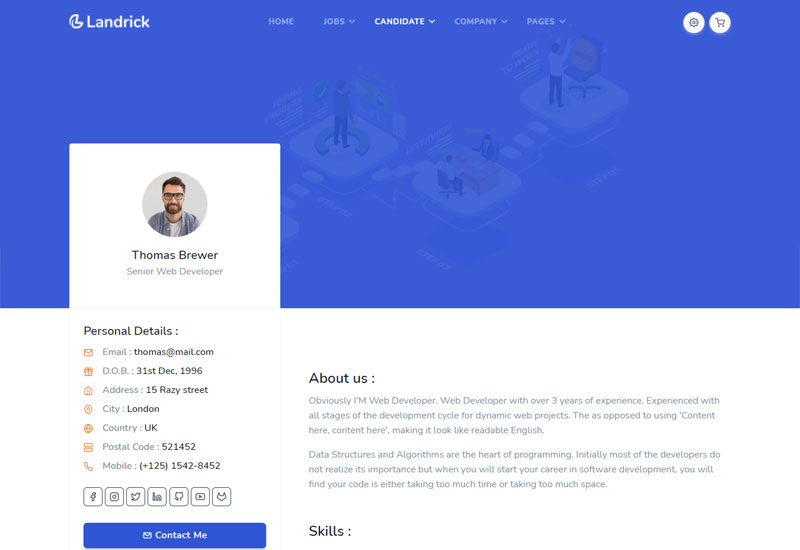 Landrick
HOME JOBS CANDIDATE COMPANY PAGES
READY TO WORK
HIRING PROCESS
INTERVIEW
Thomas Brewer
Senior Web Developer
Personal Details :
Email : thomas@mail.com
D.O.B. : 31st Dec, 1996
Address : 15 Razy street
City : London
Country : UK
Postal Code : 521452
Mobile : (+125) 1542-8452
Contact Me
About us :
Obviously I'M Web Developer. Web Developer with over 3 years of experience. Experienced with
all stages of the development cycle for dynamic web projects. The as opposed to using 'Content
here, content here', making it look like readable English.
Data Structures and Algorithms are the heart of programming. Initially most of the developers do
not realize its importance but when you will start your career in software development, you will
find your code is either taking too much time or taking too much space.
Skills :